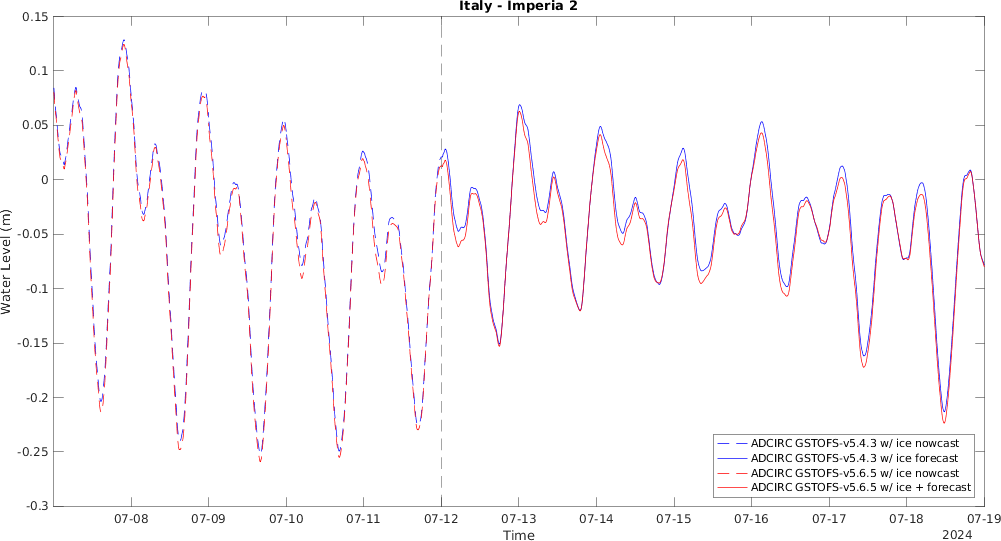 Italy - Imperia 2
0.15
0.1
0.05
0
-0.05
-0.1
-0.15
-0.2
-0.25
-0.3
Water Level (m)
ADCIRC GSTOFS-v5.4.3 w/ ice nowcast
ADCIRC GSTOFS-v5.4.3 w/ ice forecast
ADCIRC GSTOFS-v5.6.5 w/ ice nowcast
ADCIRC GSTOFS-v5.6.5 w/ ice + forecast
07-08 07-09 07-10 07-11 07-12 07-13 07-14 07-15 07-16 07-17 07-18 07-19
Time
2024